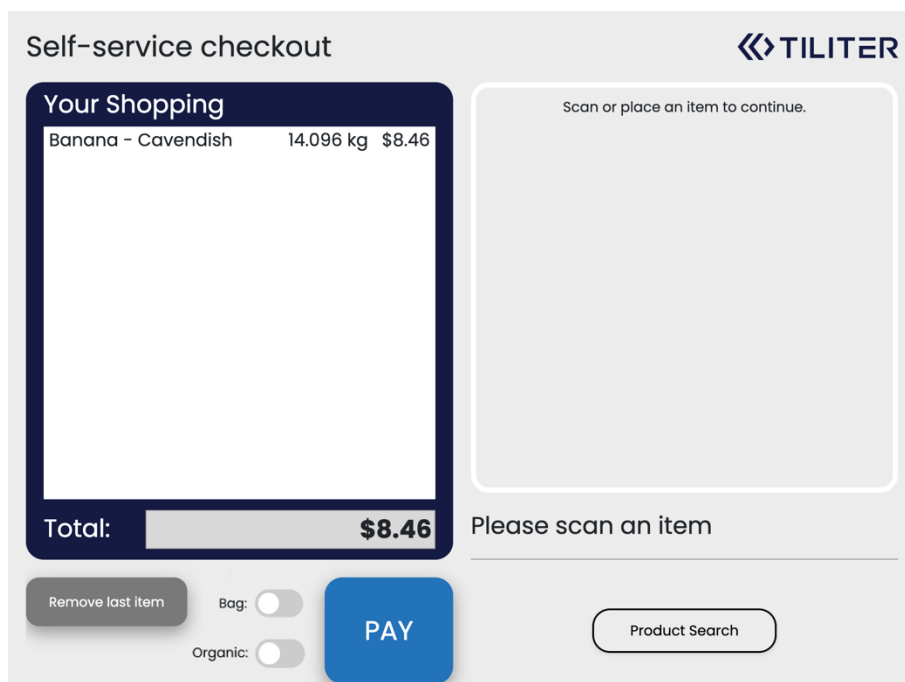 Self-service checkout
TILITER
Your Shopping
Banana - Cavendish 14.096 kg $8.46
Total: $8.46
Scan or place an item to continue.
Please scan an item
Remove last item
Bag:
Organic:
PAY
Product Search